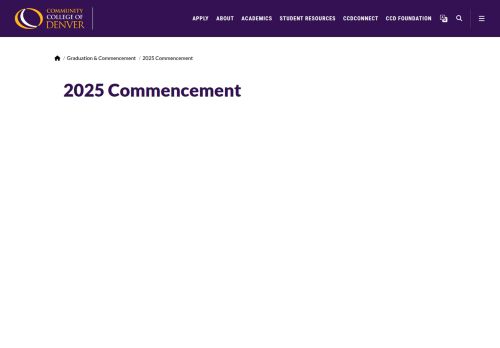 COMMUNITY
COLLEGE OF
DENVER
APPLY ABOUT ACADEMICS STUDENT RESOURCES CCDCONNECT CCD FOUNDATION
/ Graduation & Commencement / 2025 Commencement
2025 Commencement